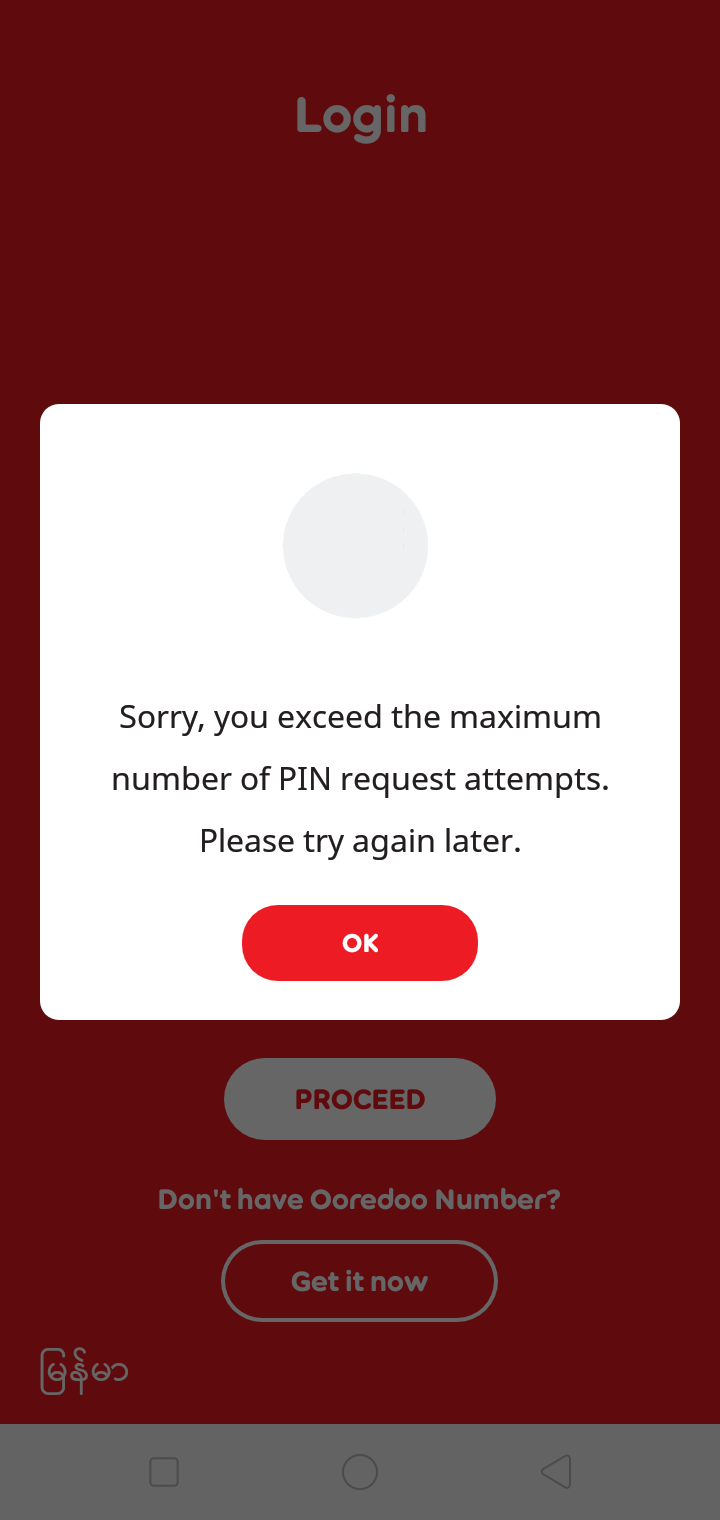 Login
Sorry, you exceed the maximum
number of PIN request attempts.
Please try again later.
OK
PROCEED
Don't have Ooredoo Number?
Get it now
မြန်မာ